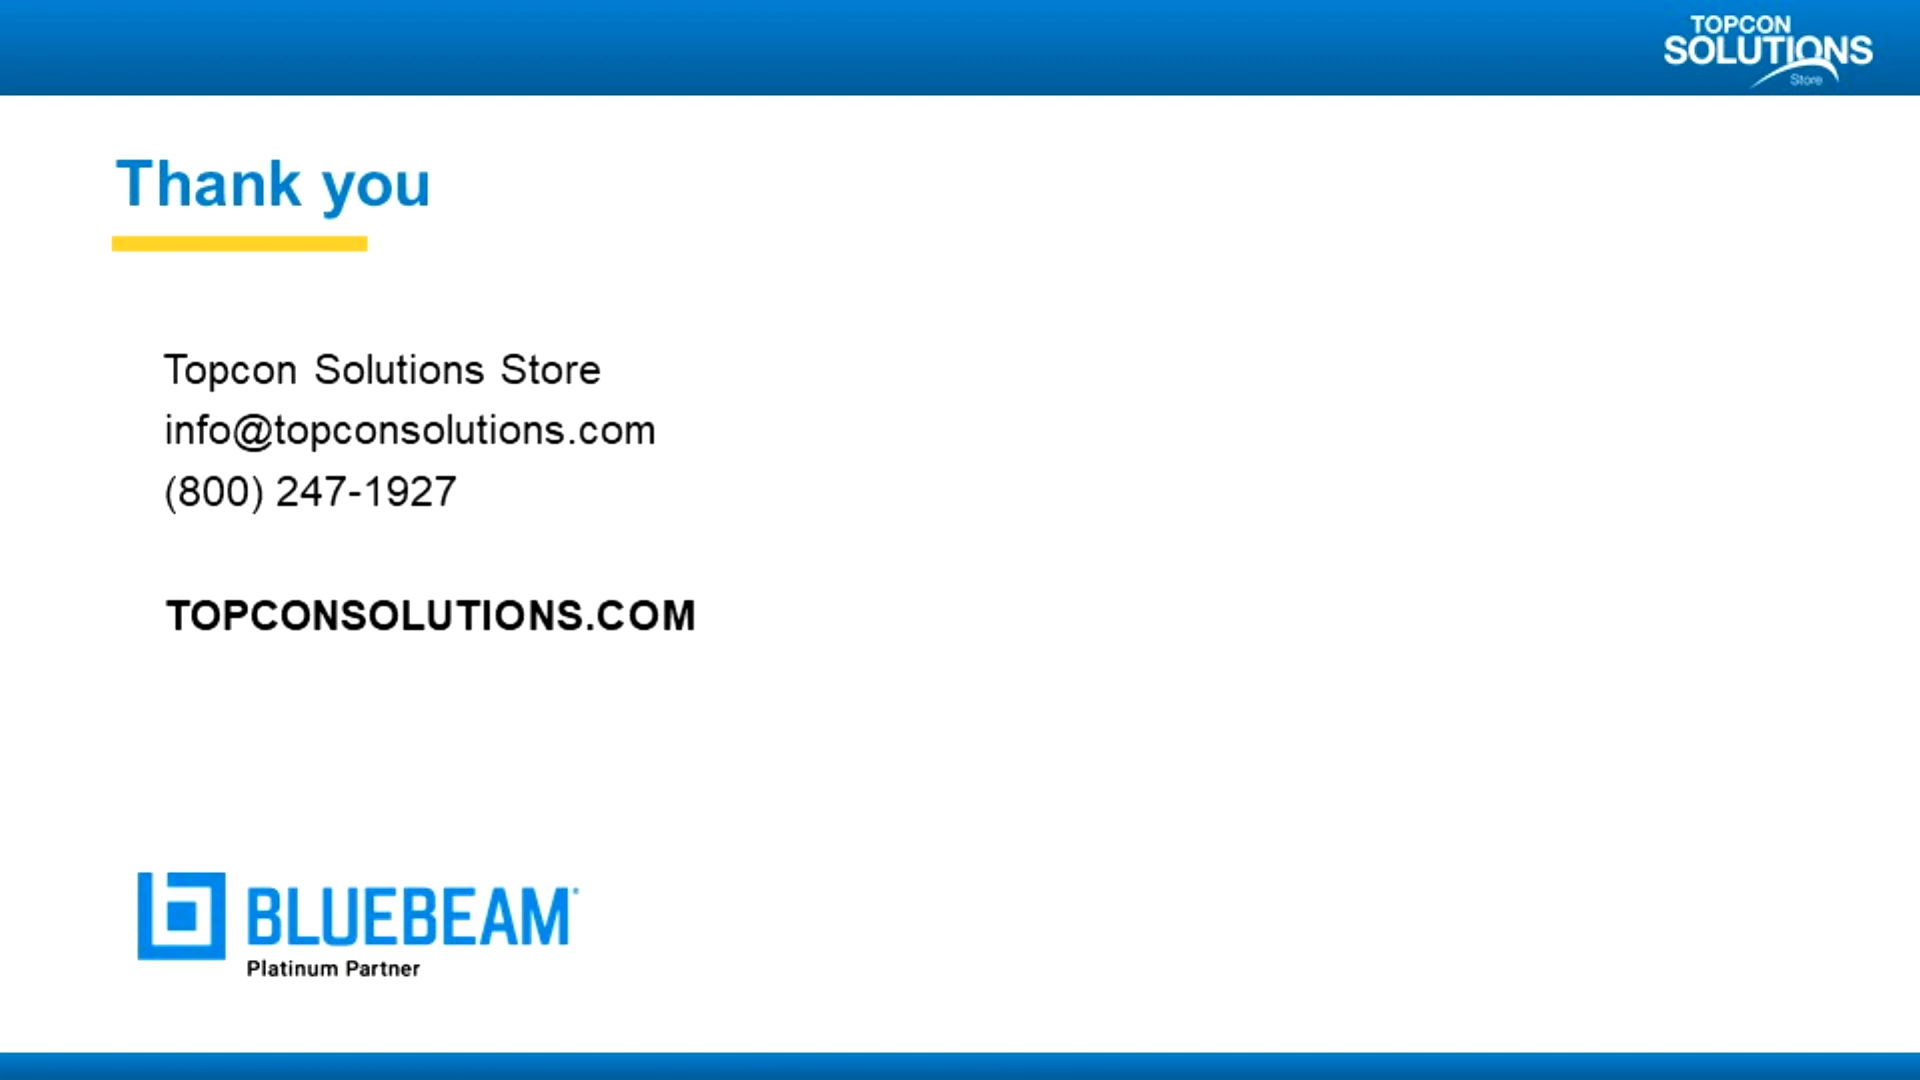 TOPCON
SOLUTIONS
Store
Thank you
Topcon Solutions Store
info@topconsolutions.com
(800) 247-1927
TOPCONSOLUTIONS.COM
BLUEBEAM
Platinum Partner